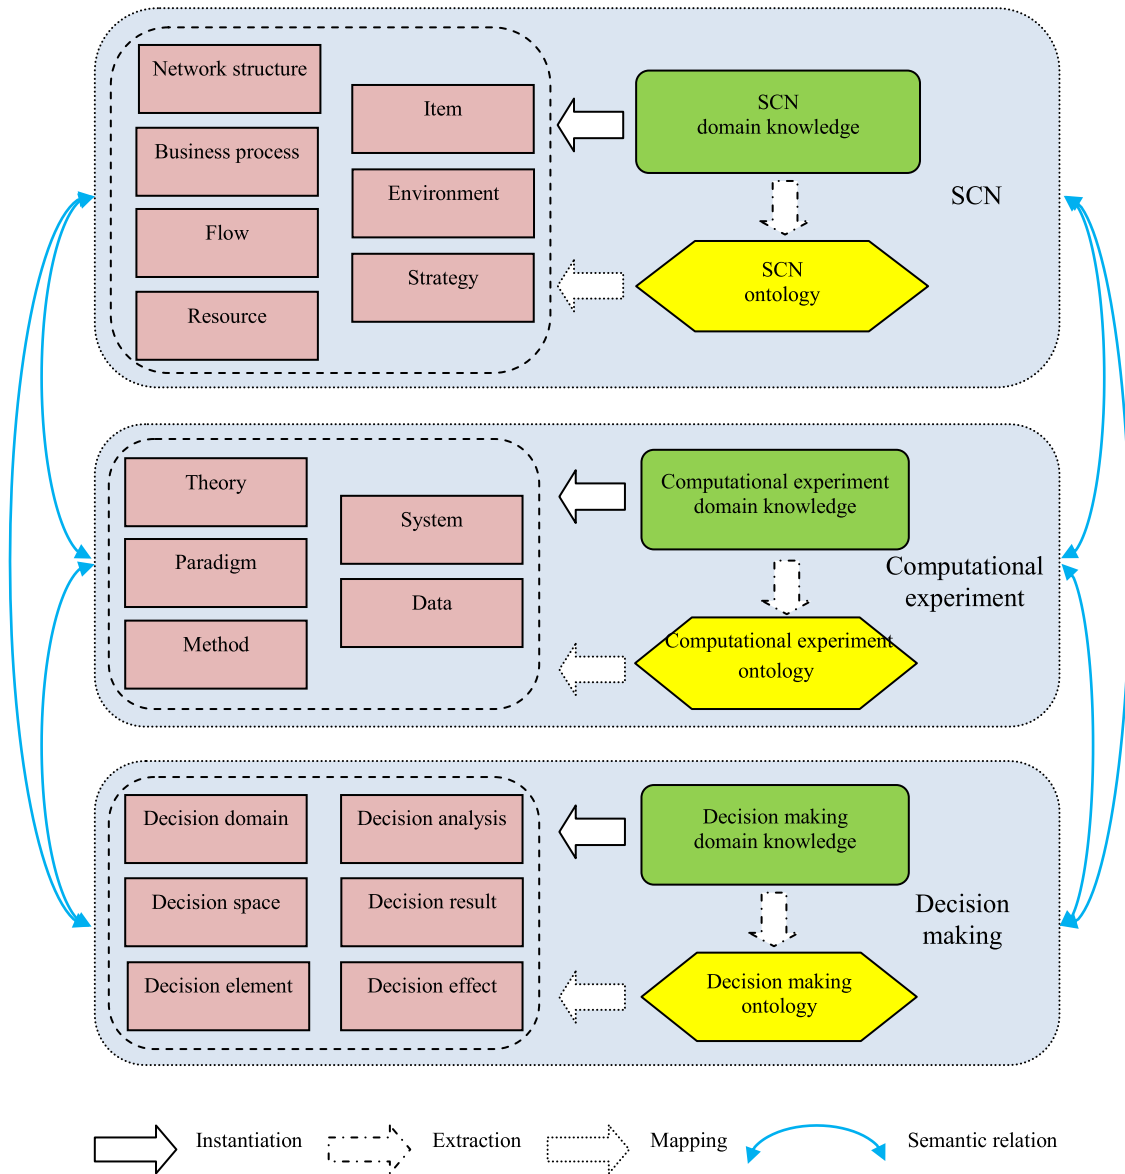 Network structure
Business process
Flow
Resource
Item
Environment
Strategy
SCN
domain knowledge
SCN
ontology
SCN
Theory
Paradigm
Method
System
Data
Computational experiment
domain knowledge
Computational experiment
ontology
Computational
experiment
Decision domain
Decision space
Decision element
Decision analysis
Decision result
Decision effect
Decision making
domain knowledge
Decision making
ontology
Decision
making
Instantiation
Extraction
Mapping
Semantic relation